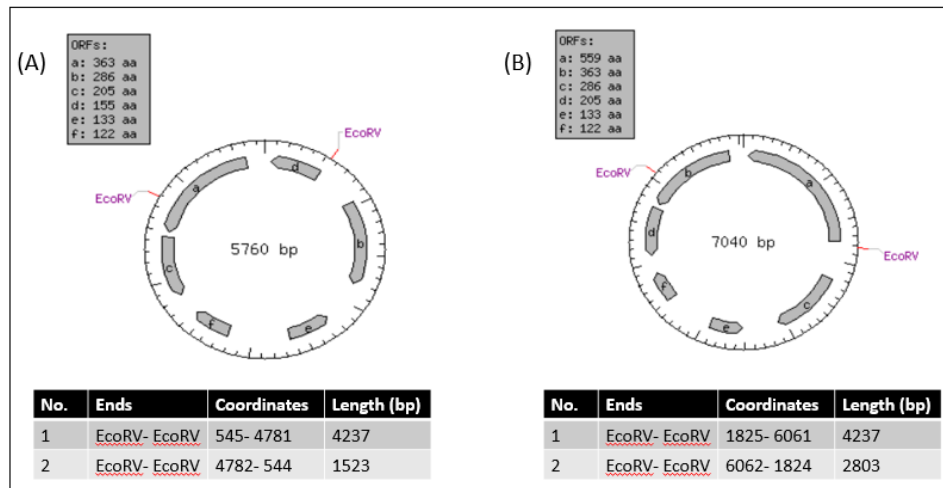 (A)
ORFs:
a: 363 aa
b: 286 aa
c: 205 aa
d: 155 aa
e: 133 aa
f: 122 aa
EcoRV
EcoRV
d
a
b
5760 bp
c
f
e
No. Ends Coordinates Length (bp)
1 EcoRV- EcoRV 545- 4781 4237
2 EcoRV- EcoRV 4782- 544 1523
(B)
ORFs:
a: 559 aa
b: 363 aa
c: 286 aa
d: 205 aa
e: 133 aa
f: 122 aa
EcoRV
b
a
d
7040 bp
EcoRV
f
c
e
No. Ends Coordinates Length (bp)
1 EcoRV- EcoRV 1825- 6061 4237
2 EcoRV- EcoRV 6062- 1824 2803